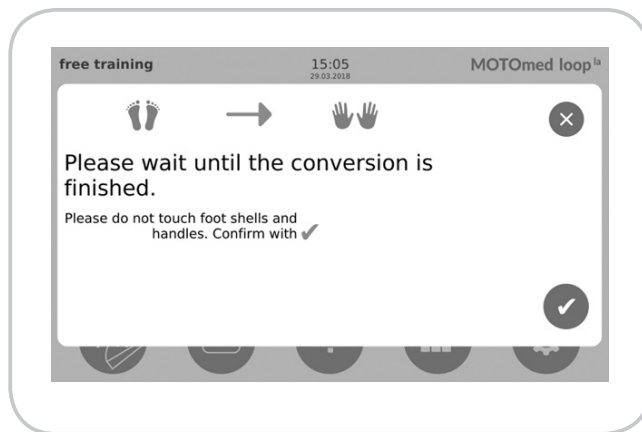 free training
15:05
29.03.2018
MOTOmed loop la
Please wait until the conversion is
finished.
Please do not touch foot shells and
handles. Confirm with ✔